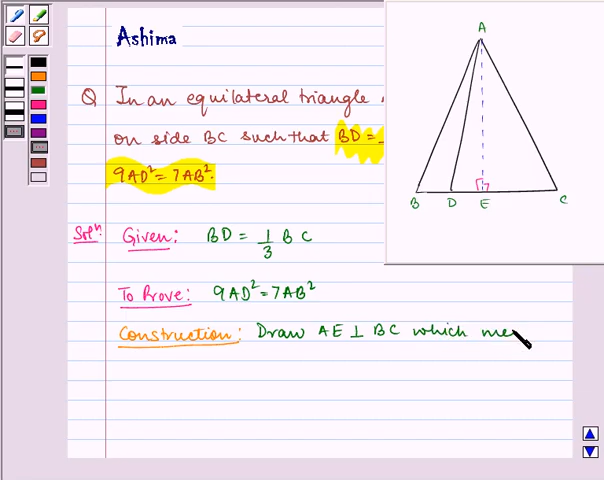 Ashima
Q In an equilateral triangle
on side BC such that BD =
9AD² = 7AB².
Solⁿ. Given: BD = 1/3 BC
To Prove: 9AD² = 7AB²
Construction: Draw AE ⊥ BC which me
A
B D E C